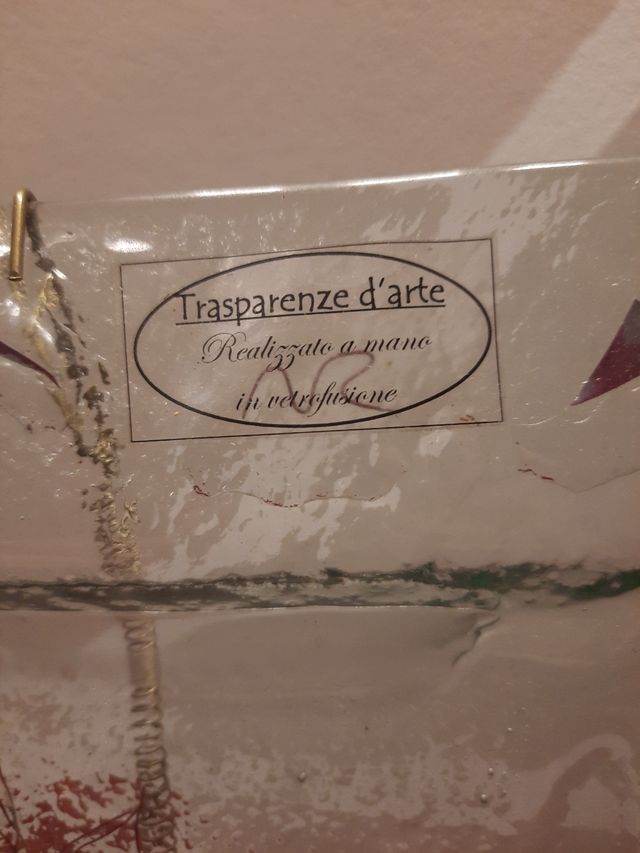 Trasparenze d'arte
Realizzato a mano
in vetrofusione